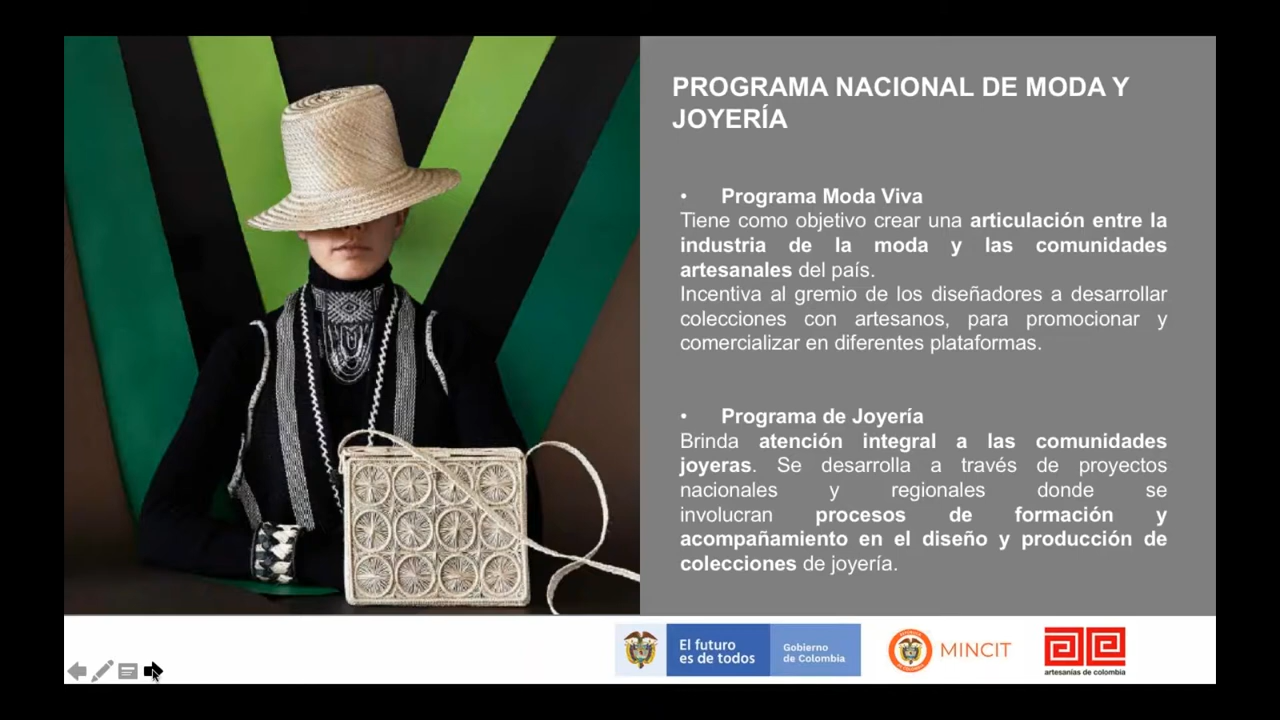 PROGRAMA NACIONAL DE MODA Y
JOYERÍA
• Programa Moda Viva
Tiene como objetivo crear una articulación entre la
industria de la moda y las comunidades
artesanales del país.
Incentiva al gremio de los diseñadores a desarrollar
colecciones con artesanos, para promocionar y
comercializar en diferentes plataformas.
• Programa de Joyería
Brinda atención integral a las comunidades
joyeras. Se desarrolla a través de proyectos
nacionales y regionales donde se
involucran procesos de formación y
acompañamiento en el diseño y producción de
colecciones de joyería.
El futuro
es de todos
Gobierno
de Colombia
MINCIT
artesanías de colombia